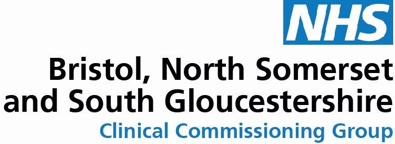 NHS
Bristol, North Somerset
and South Gloucestershire
Clinical Commissioning Group